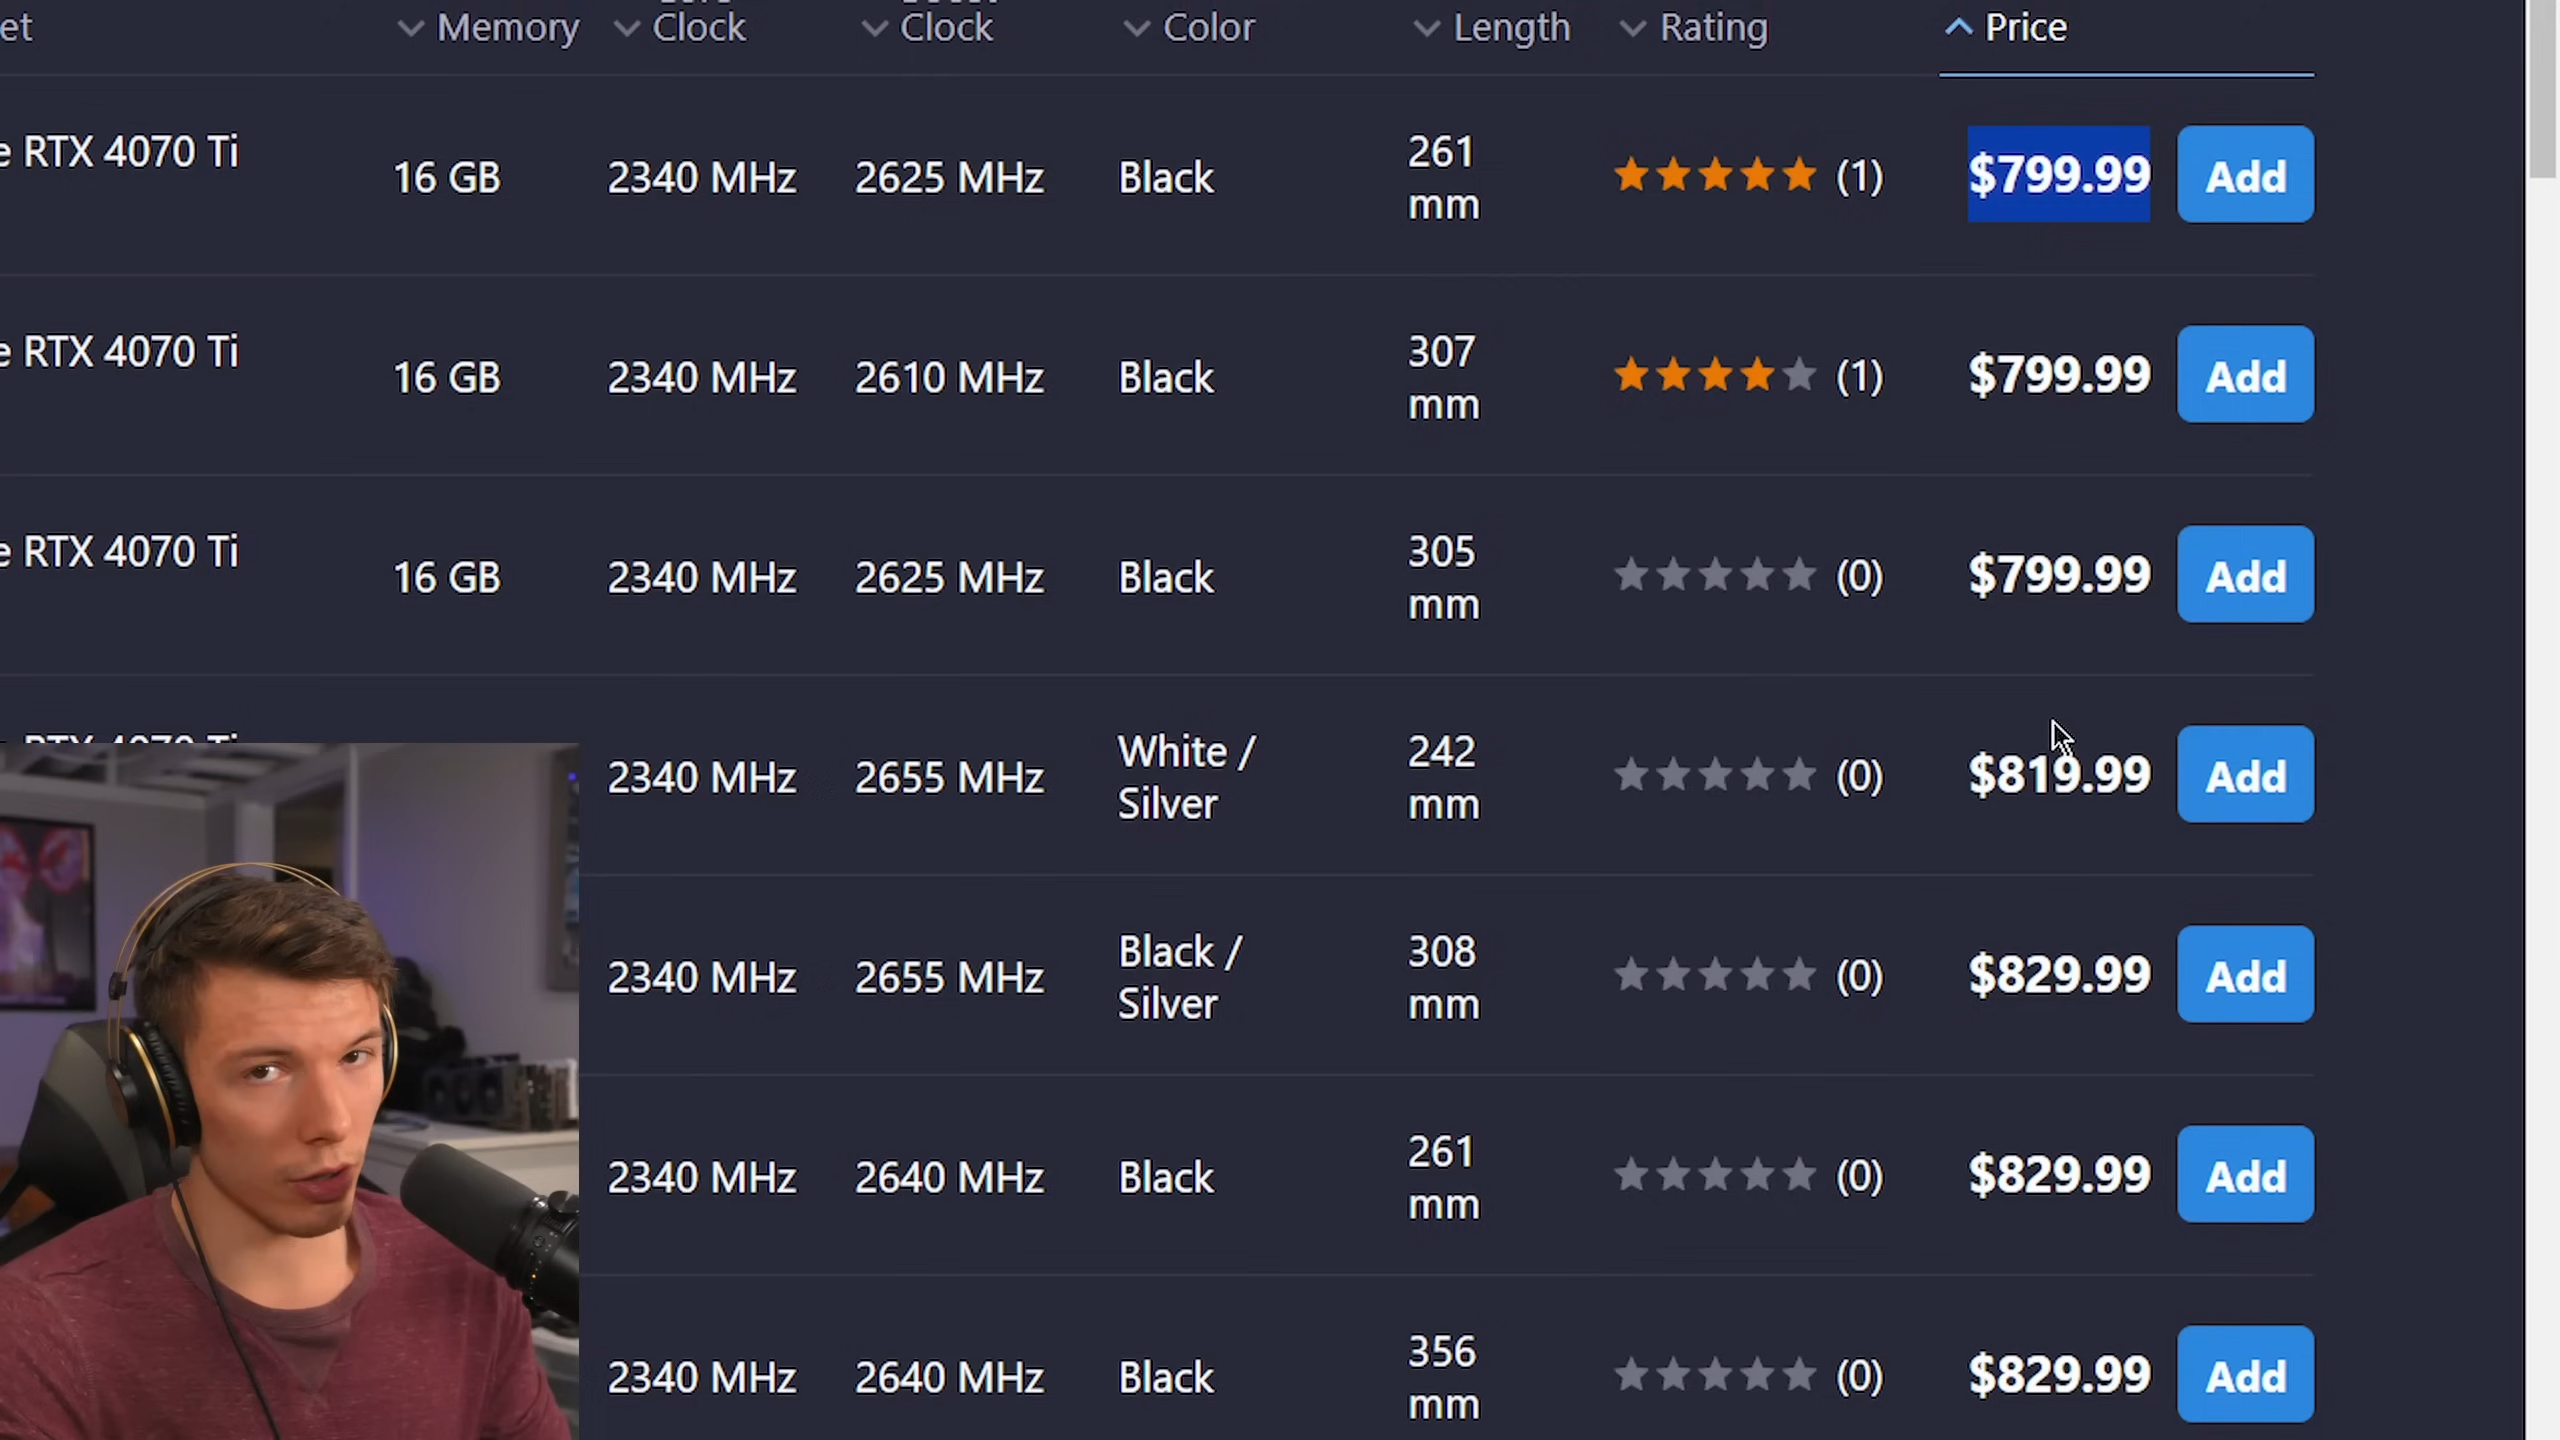 et Memory Clock Clock Color Length Rating Price
e RTX 4070 Ti
16 GB 2340 MHz 2625 MHz Black 261 mm (1) $799.99 Add
e RTX 4070 Ti
16 GB 2340 MHz 2610 MHz Black 307 mm (1) $799.99 Add
e RTX 4070 Ti
16 GB 2340 MHz 2625 MHz Black 305 mm (0) $799.99 Add
RTX 4070 Ti
2340 MHz 2655 MHz White / Silver 242 mm (0) $819.99 Add
2340 MHz 2655 MHz Black / Silver 308 mm (0) $829.99 Add
2340 MHz 2640 MHz Black 261 mm (0) $829.99 Add
2340 MHz 2640 MHz Black 356 mm (0) $829.99 Add